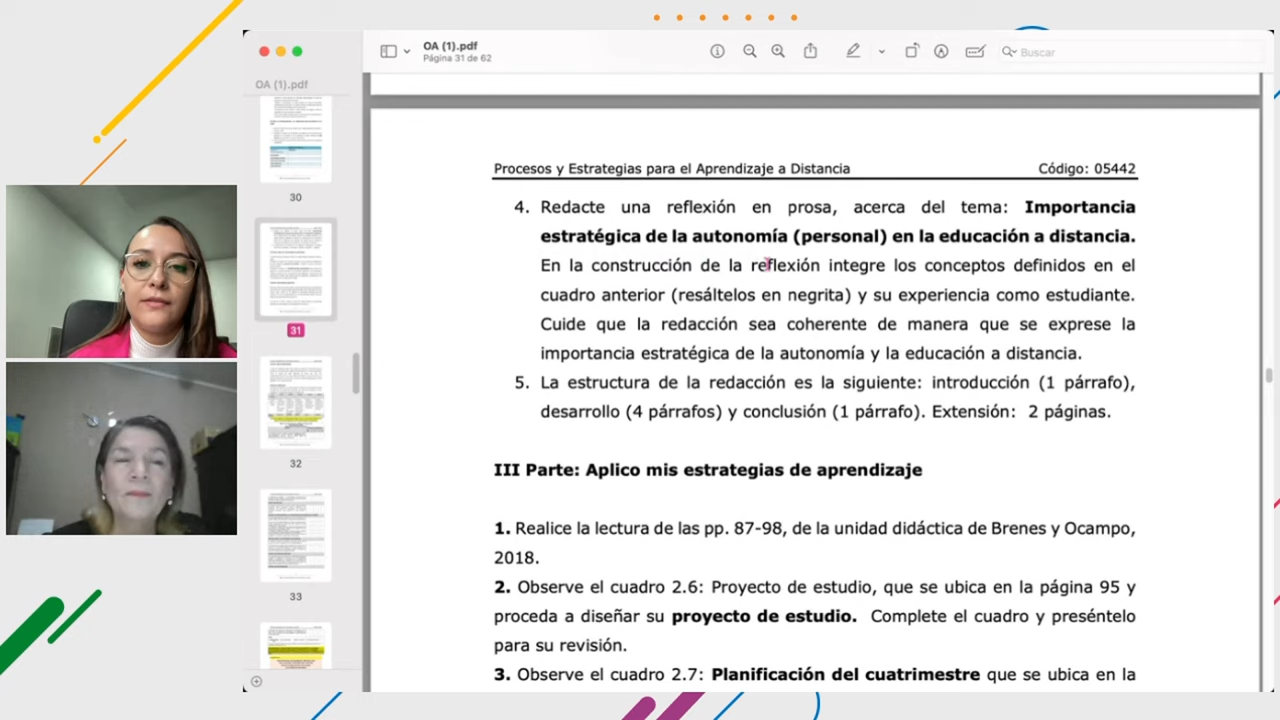 OA (1).pdf
Página 31 de 62
Buscar
OA (1).pdf
30
31
32
33
Procesos y Estrategias para el Aprendizaje a Distancia Código: 05442
4. Redacte una reflexión en prosa, acerca del tema: Importancia
estratégica de la autonomía (personal) en la educación a distancia.
En la construcción de la reflexión integre los conceptos definidos en el
cuadro anterior (resaltados en negrita) y su experiencia como estudiante.
Cuide que la redacción sea coherente de manera que se exprese la
importancia estratégica de la autonomía y la educación a distancia.
5. La estructura de la redacción es la siguiente: introducción (1 párrafo),
desarrollo (4 párrafos) y conclusión (1 párrafo). Extensión: 2 páginas.
III Parte: Aplico mis estrategias de aprendizaje
1. Realice la lectura de las pp. 87-98, de la unidad didáctica de Brenes y Ocampo,
2018.
2. Observe el cuadro 2.6: Proyecto de estudio, que se ubica en la página 95 y
proceda a diseñar su proyecto de estudio. Complete el cuadro y preséntelo
para su revisión.
3. Observe el cuadro 2.7: Planificación del cuatrimestre que se ubica en la